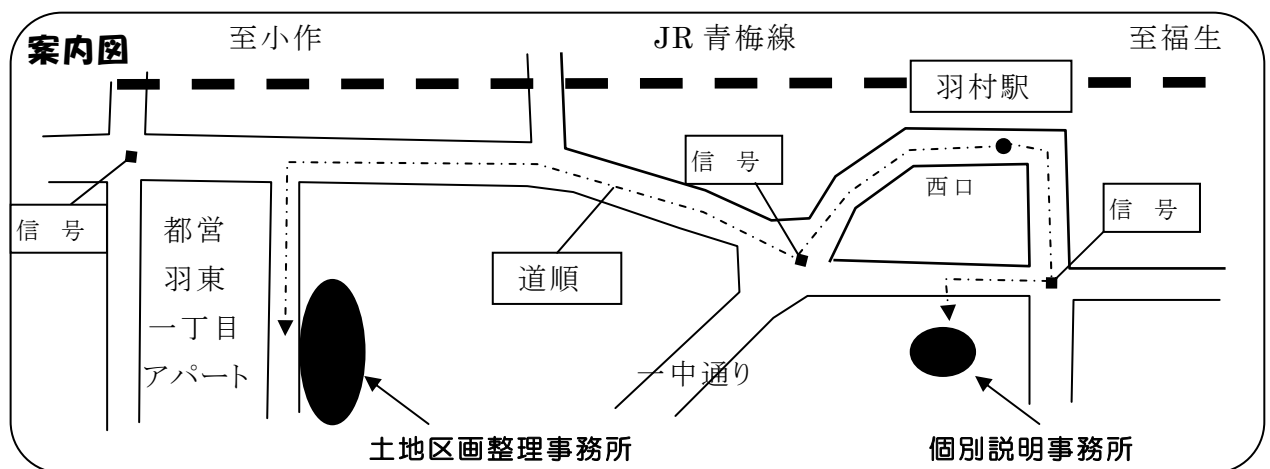 案内図
至小作
JR 青梅線
至福生
羽村駅
信 号
西口
信 号
信 号
都営
羽東
一丁目
アパート
道順
一中通り
土地区画整理事務所
個別説明事務所